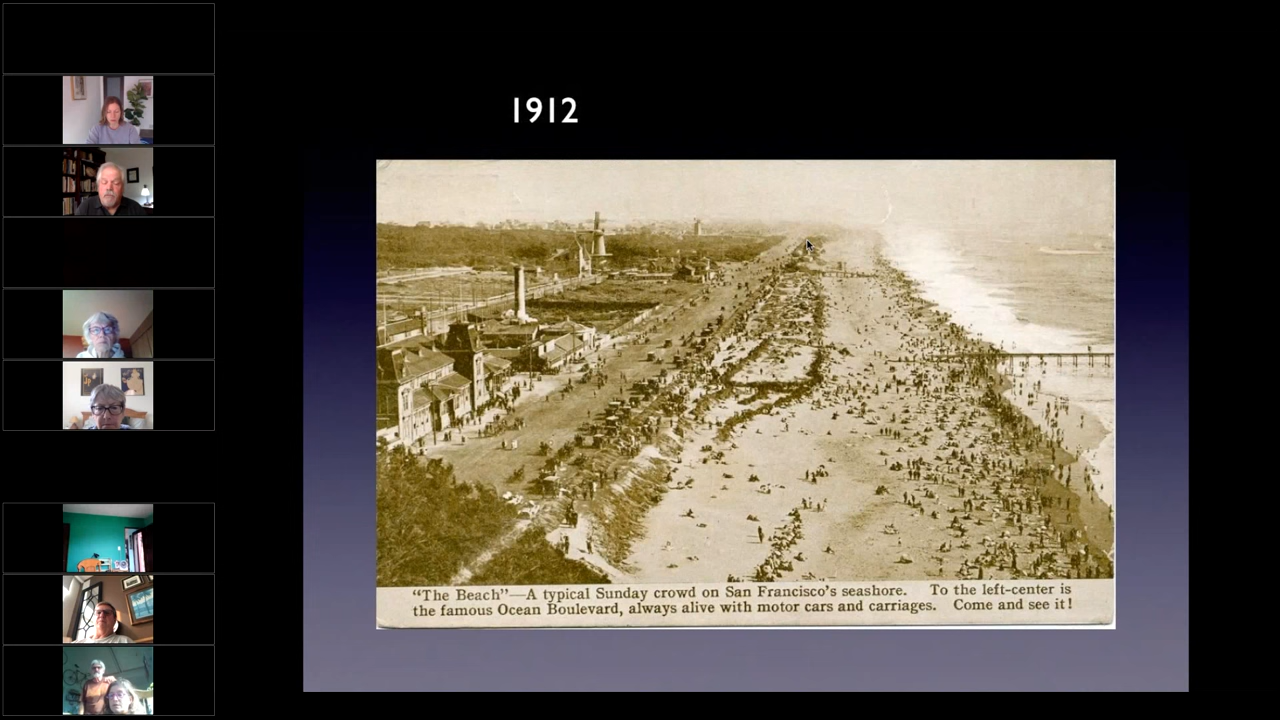 1912
"The Beach"—A typical Sunday crowd on San Francisco's seashore. To the left-center is
the famous Ocean Boulevard, always alive with motor cars and carriages. Come and see it!